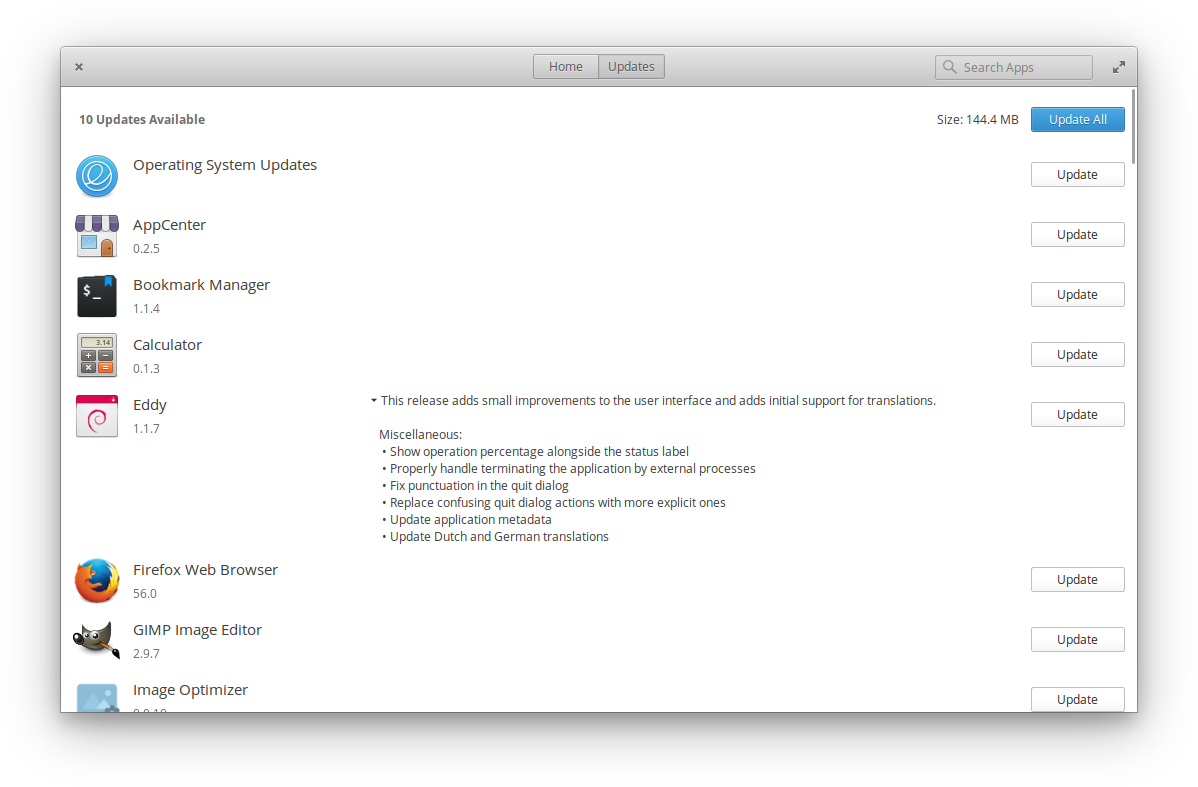 Home Updates Search Apps
10 Updates Available Size: 144.4 MB Update All
Operating System Updates
Update
AppCenter
0.2.5
Update
$_
Bookmark Manager
1.1.4
Update
3.14
+ −
× =
Calculator
0.1.3
Update
Eddy
1.1.7
This release adds small improvements to the user interface and adds initial support for translations.
Miscellaneous:
• Show operation percentage alongside the status label
• Properly handle terminating the application by external processes
• Fix punctuation in the quit dialog
• Replace confusing quit dialog actions with more explicit ones
• Update application metadata
• Update Dutch and German translations
Update
Firefox Web Browser
56.0
Update
GIMP Image Editor
2.9.7
Update
Image Optimizer
Update